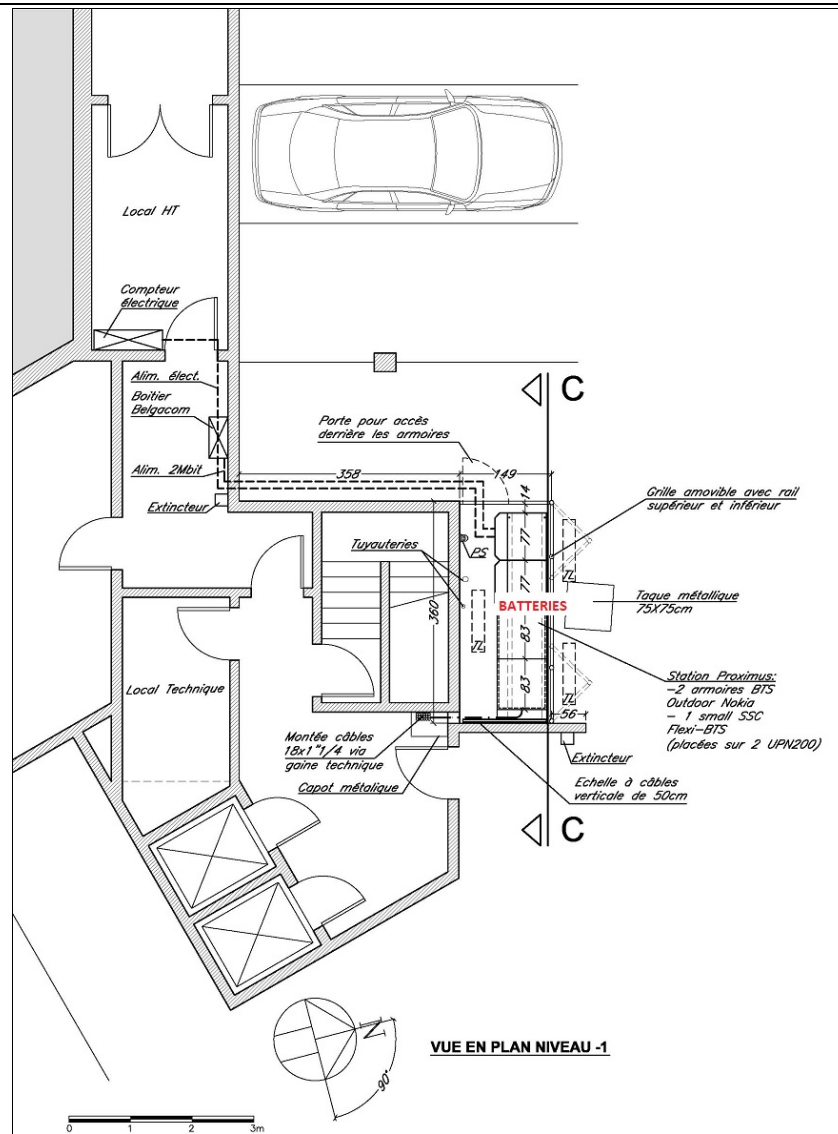 Local HT
Compteur
électrique
Alim. élect.
Boitier
Belgacom
Alim. 2Mbit
Extincteur
Porte pour accès
derrière les armoires
358
149
14
C
Grille amovible avec rail
supérieur et inférieur
77
PS
Tuyauteries
77
360
BATTERIES
Taque métallique
75X75cm
83
83
Local Technique
Station Proximus:
-2 armoires BTS
Outdoor Nokia
- 1 small SSC
Flexi-BTS
(placées sur 2 UPN200)
56
Montée câbles
18x1"1/4 via
gaine technique
Capot métalique
Extincteur
Echelle à câbles
verticale de 50cm
C
N
90°
VUE EN PLAN NIVEAU -1
0 1 2 3m